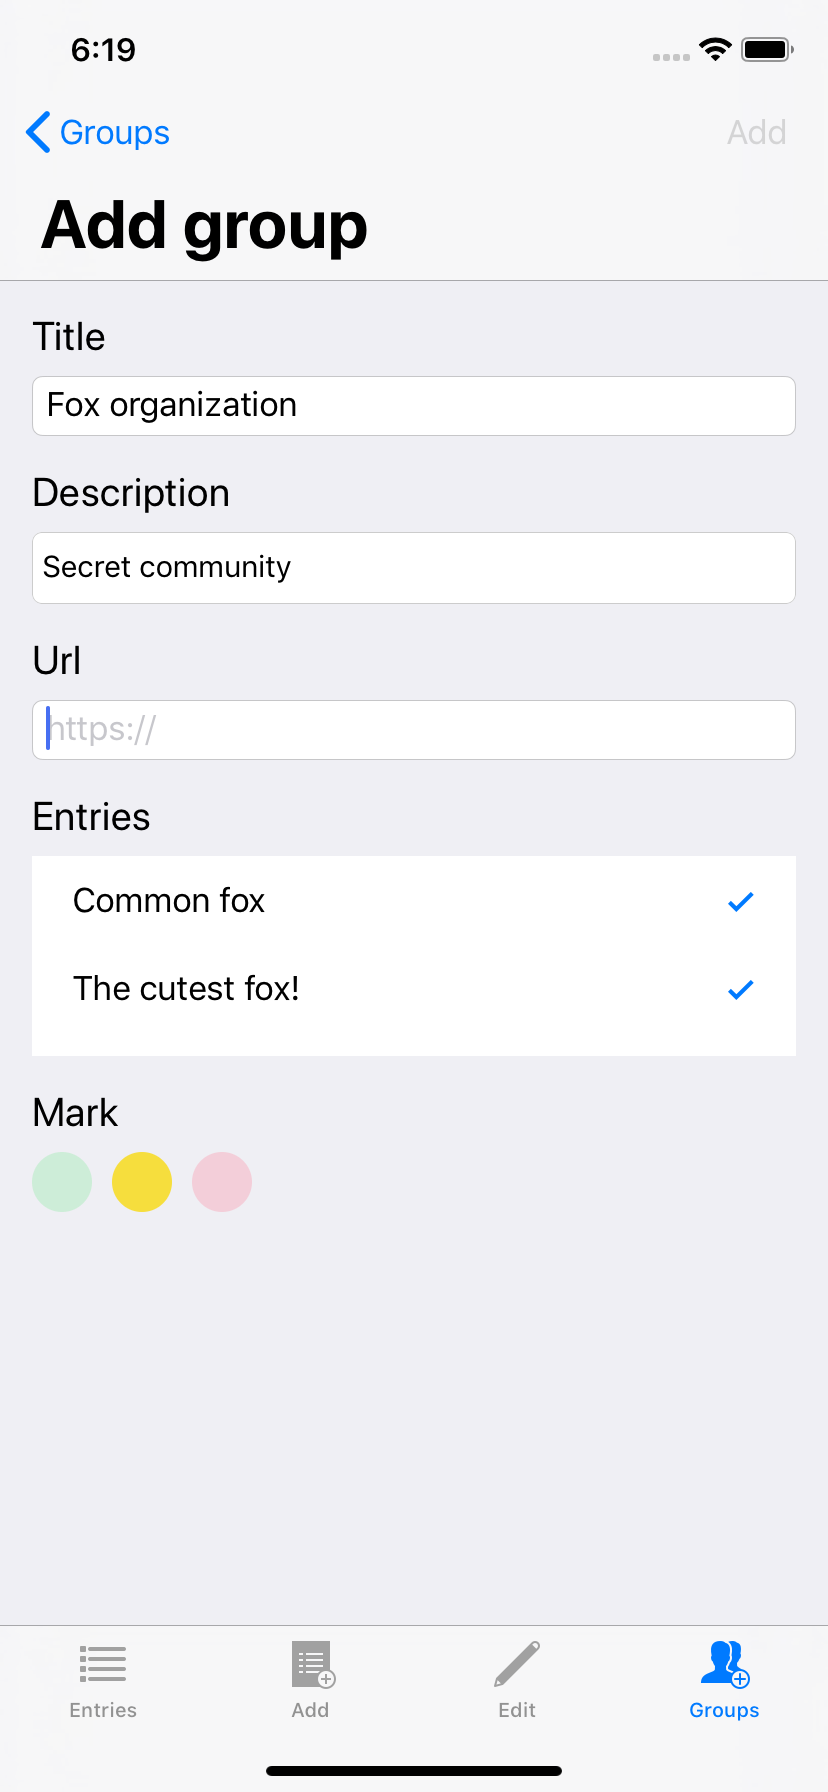 6:19
Groups
Add
Add group
Title
Fox organization
Description
Secret community
Url
https://
Entries
Common fox
The cutest fox!
Mark
Entries
Add
Edit
Groups